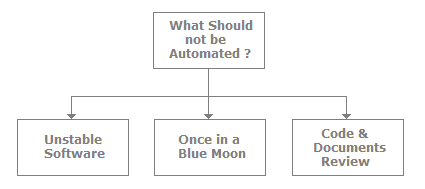 What Should
not be
Automated ?
Unstable
Software
Once in a
Blue Moon
Code &
Documents
Review